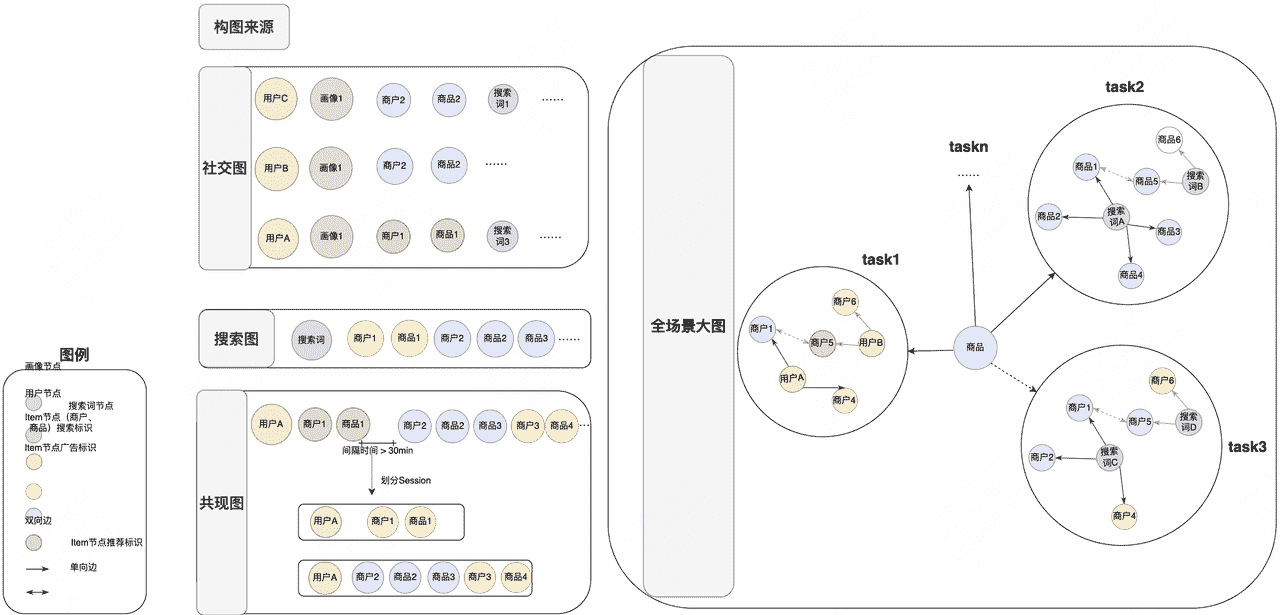 构图来源
社交图
用户C 画像1 商户2 商品2 搜索词1 ······
用户B 画像1 商户2 商品2 ······
用户A 画像1 商户1 商品1 搜索词3 ······
搜索图
搜索词 商户1 商品1 商户2 商品2 商品3 ······
共现图
用户A 商户1 商品1 商户2 商品2 商品3 商户3 商品4 ···
间隔时间 > 30min
划分Session
用户A 商户1 商品1
用户A 商户2 商品2 商品3 商户3 商品4
图例
画像节点
用户节点
搜索词节点
Item节点（商户、
商品）搜索标识
Item节点广告标识
双向边
Item节点推荐标识
单向边
全场景大图
商品
task1
商户6
商户1
商户5
用户B
用户A
商户4
taskn
······
task2
商品6
商品1
商品5
搜索
词B
商品2
搜索
词A
商品3
商品4
task3
商户6
商户1
商户5
搜索
词D
商户2
搜索
词C
商户4